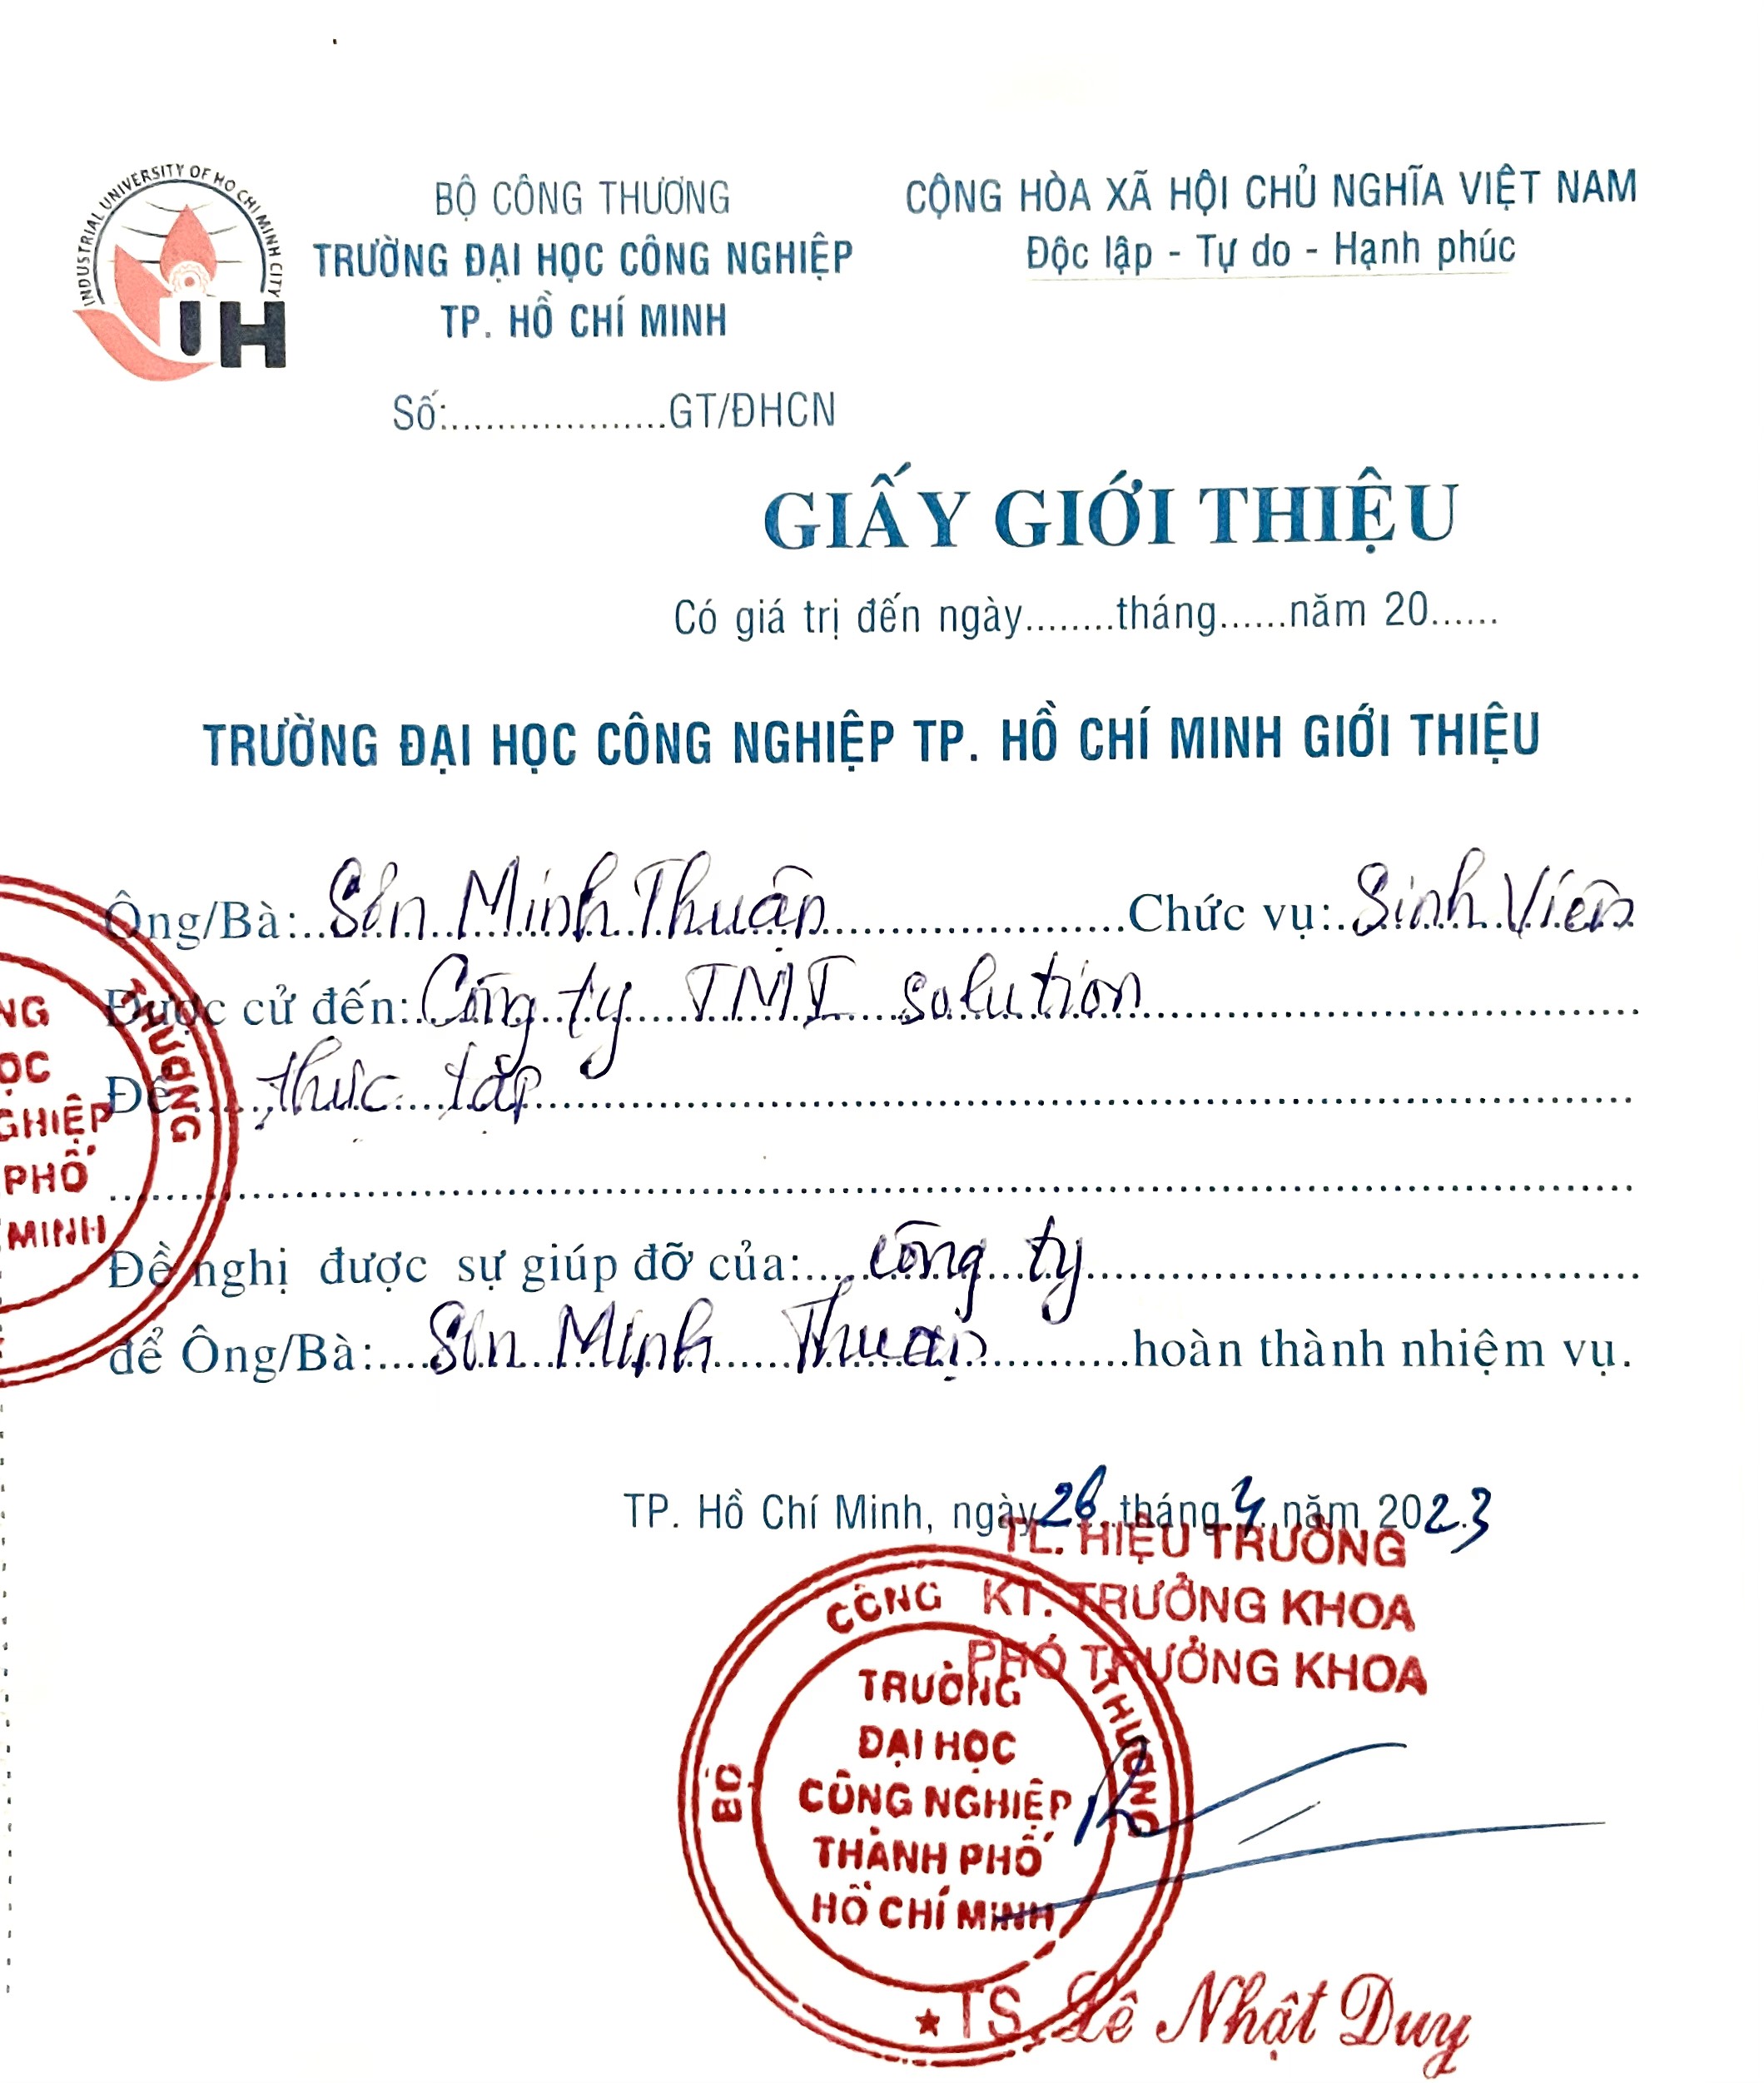 INDUSTRIAL UNIVERSITY OF HO CHI MINH CITY
IUH
BỘ CÔNG THƯƠNG
TRƯỜNG ĐẠI HỌC CÔNG NGHIỆP
TP. HỒ CHÍ MINH
CỘNG HÒA XÃ HỘI CHỦ NGHĨA VIỆT NAM
Độc lập - Tự do - Hạnh phúc
Số:....................GT/ĐHCN
GIẤY GIỚI THIỆU
Có giá trị đến ngày........tháng......năm 20......
TRƯỜNG ĐẠI HỌC CÔNG NGHIỆP TP. HỒ CHÍ MINH GIỚI THIỆU
Ông/Bà: Sơn Minh Thuận Chức vụ: Sinh Viên
Được cử đến: Công ty TMI solution
Để thực tập
Đề nghị được sự giúp đỡ của: công ty
để Ông/Bà: Sơn Minh Thuận hoàn thành nhiệm vụ.
NG
ỌC
GHIỆP
PHỐ
MINH
THƯƠNG
TP. Hồ Chí Minh, ngày 26 tháng 4 năm 2023
TL. HIỆU TRƯỞNG
KT. TRƯỞNG KHOA
PHÓ TRƯỞNG KHOA
BỘ CÔNG THƯƠNG
TRƯỜNG
ĐẠI HỌC
CÔNG NGHIỆP
THÀNH PHỐ
HỒ CHÍ MINH
TS. Lê Nhật Duy